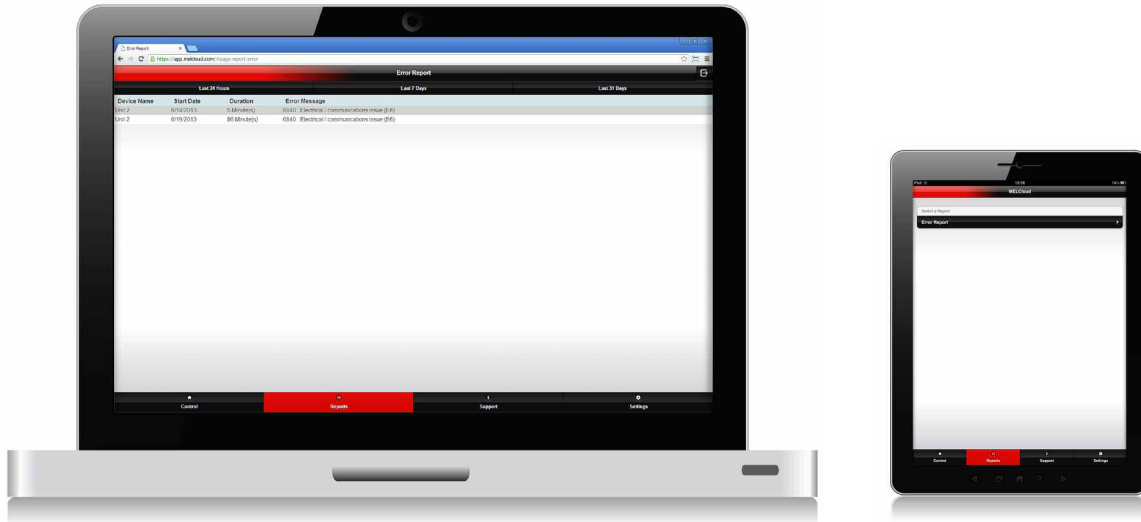 Error Report
https://app.melcloud.com/#page-report-error
Error Report
Last 24 Hours Last 7 Days Last 31 Days
Device Name Start Date Duration Error Message
Unit 2 6/14/2013 5 Minute(s) 6840 : Electrical / communications issue (E6)
Unit 2 6/19/2013 86 Minute(s) 6840 : Electrical / communications issue (E6)
Control Reports Support Settings
iPad 12:58
MELCloud
Select a Report
Error Report
Control Reports Support Settings